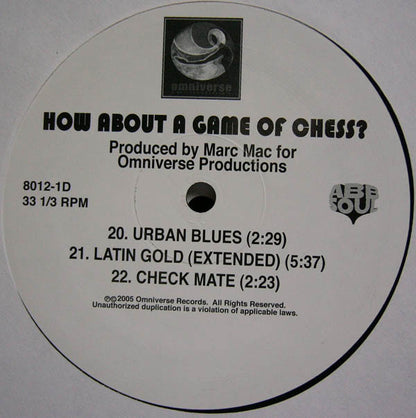 omniverse
HOW ABOUT A GAME OF CHESS?
Produced by Marc Mac for
Omniverse Productions
8012-1D
33 1/3 RPM
ABB
SOUL
20. URBAN BLUES (2:29)
21. LATIN GOLD (EXTENDED) (5:37)
22. CHECK MATE (2:23)
℗©2005 Omniverse Records. All Rights Reserved.
Unauthorized duplication is a violation of applicable laws.